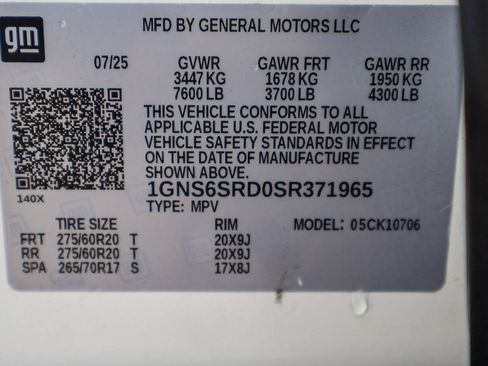 gm
MFD BY GENERAL MOTORS LLC
07/25 GVWR GAWR FRT GAWR RR
3447 KG 1678 KG 1950 KG
7600 LB 3700 LB 4300 LB
THIS VEHICLE CONFORMS TO ALL
APPLICABLE U.S. FEDERAL MOTOR
VEHICLE SAFETY STANDARDS IN EFFECT
ON THE DATE OF MANUFACTURE
SHOWN ABOVE.
140X
1GNS6SRD0SR371965
TYPE: MPV
TIRE SIZE RIM MODEL: 05CK10706
FRT 275/60R20 T 20X9J
RR 275/60R20 T 20X9J
SPA 265/70R17 S 17X8J